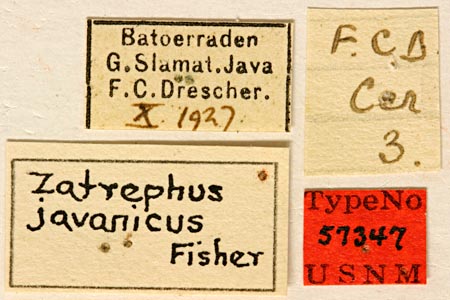 Batoerraden
G.Slamat.Java
F.C.Drescher.
X. 1927.
F.C.D.
Cer
3.
Zatrephus
javanicus
Fisher
TypeNo
57347
USNM